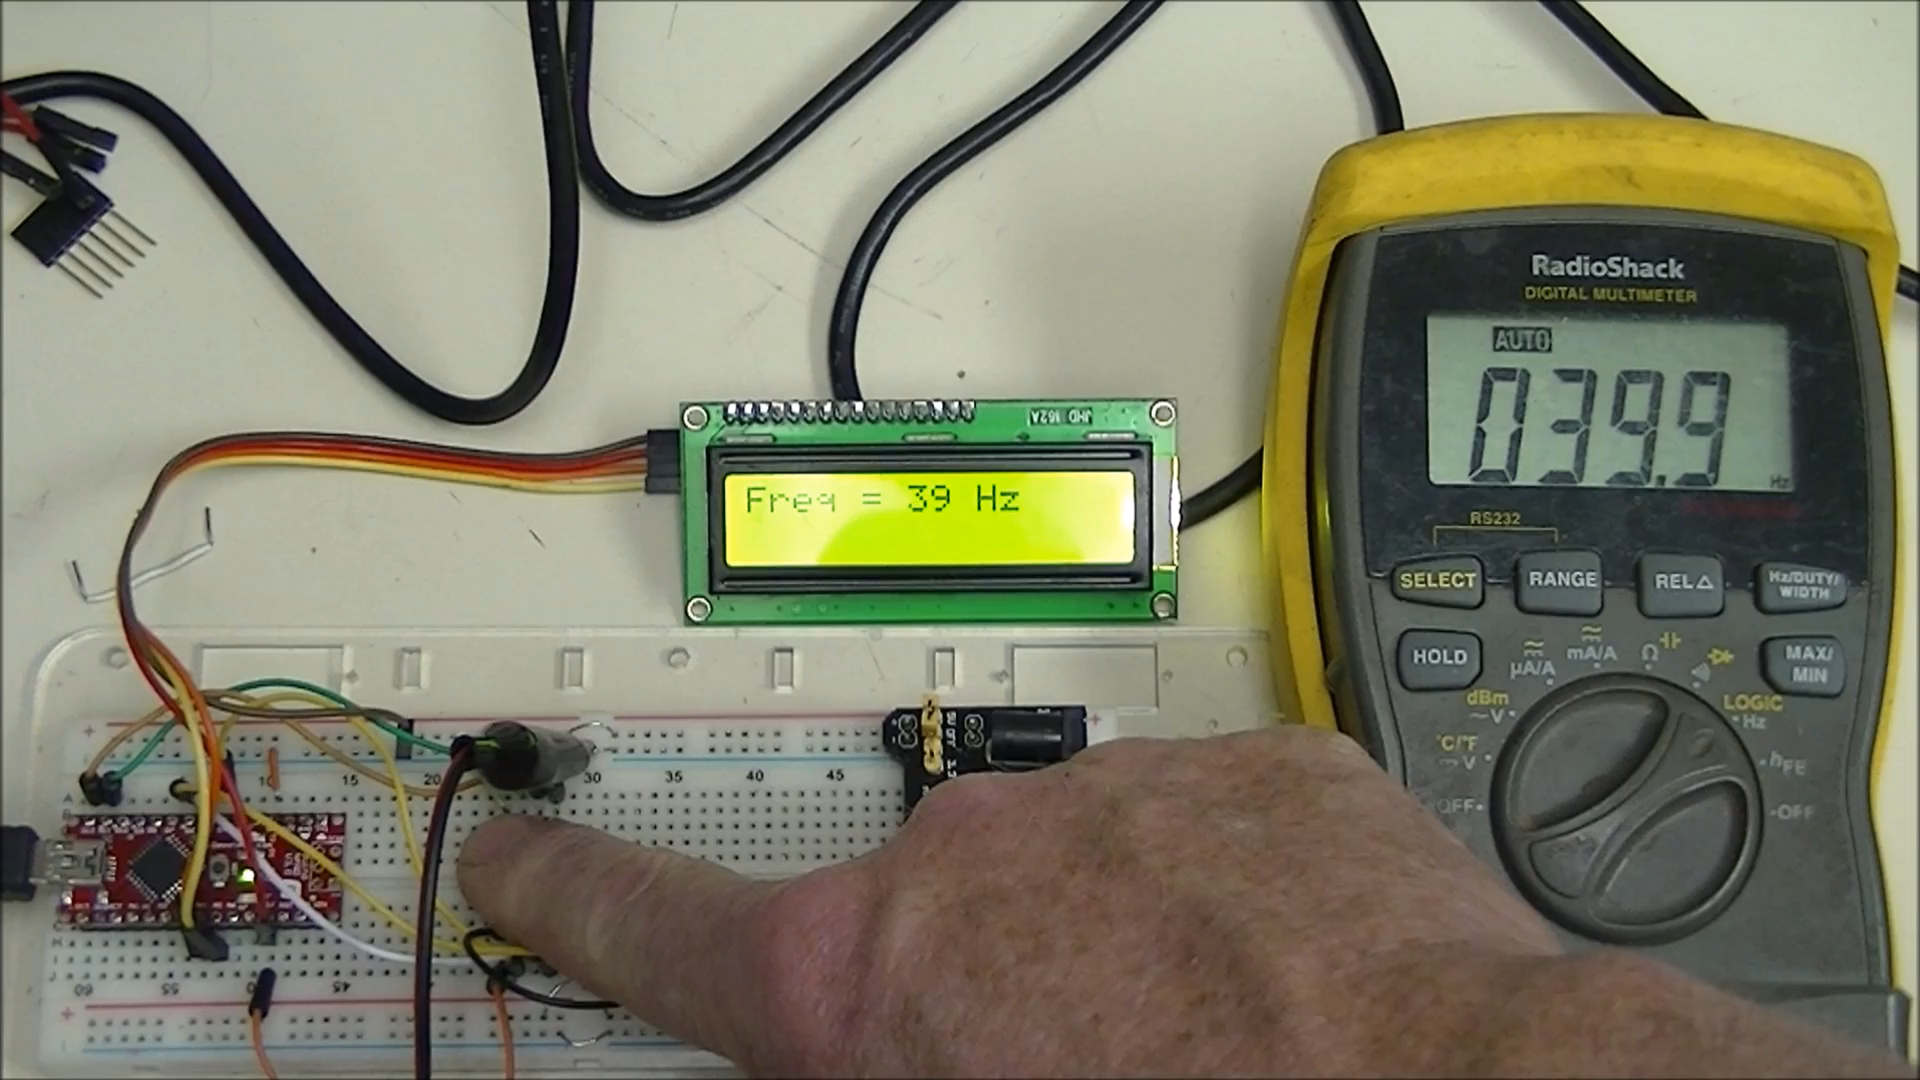 JHD 162A
Freq = 39 Hz
RadioShack
DIGITAL MULTIMETER
AUTO
039.9
Hz
RS232
SELECT
RANGE
REL△
Hz/DUTY/
WIDTH
HOLD
µA/A
mA/A
Ω
MAX/
MIN
dBm
~V
LOGIC
Hz
°C/°F
V
hFE
OFF
OFF
10
15
20
30
35
40
45
60
55
45